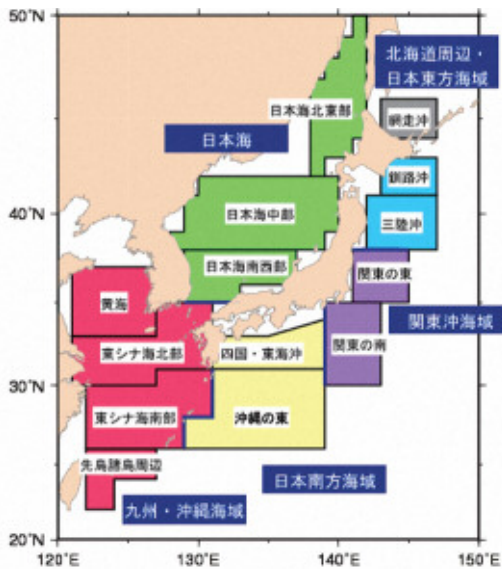 50°N
40°N
30°N
20°N
120°E
130°E
140°E
150°E
北海道周辺・
日本東方海域
日本海北東部
網走沖
日本海
釧路沖
日本海中部
三陸沖
日本海南西部
関東の東
黄海
関東沖海域
東シナ海北部
四国・東海沖
関東の南
東シナ海南部
沖縄の東
先島諸島周辺
日本南方海域
九州・沖縄海域